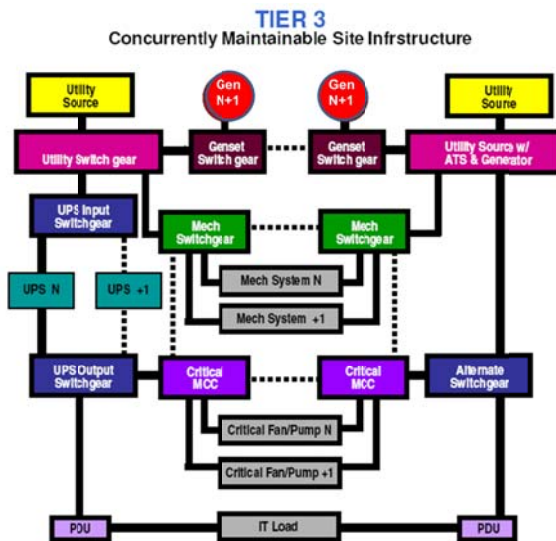 TIER 3
Concurrently Maintainable Site Infrstructure
Utility
Source
Gen
N+1
Gen
N+1
Utility
Source
Utility Switch gear
Genset
Switch gear
Genset
Switch gear
Utility Source w/
ATS & Generator
UPS Input
Switchgear
Mech
Switchgear
Mech
Switchgear
UPS N
UPS +1
Mech System N
Mech System +1
UPS Output
Switchgear
Critical
MCC
Critical
MCC
Alternate
Switchgear
Critical Fan/Pump N
Critical Fan/Pump +1
PDU
IT Load
PDU